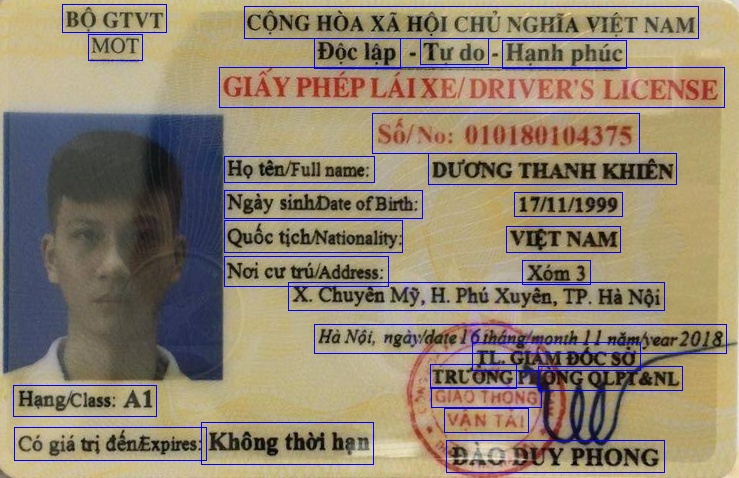 BỘ GTVT
MOT
CỘNG HÒA XÃ HỘI CHỦ NGHĨA VIỆT NAM
Độc lập - Tự do - Hạnh phúc
GIẤY PHÉP LÁI XE/ DRIVER'S LICENSE
Số/No: 010180104375
Họ tên/Full name: DƯƠNG THANH KHIÊN
Ngày sinh/Date of Birth: 17/11/1999
Quốc tịch/Nationality: VIỆT NAM
Nơi cư trú/Address: Xóm 3
X. Chuyên Mỹ, H. Phú Xuyên, TP. Hà Nội
Hà Nội, ngày/date 16 tháng/month 11 năm/year 2018
TL. GIÁM ĐỐC SỞ
TRƯỞNG PHÒNG QLPT&NL
GIAO THÔNG
VẬN TẢI
Hạng/Class: A1
Có giá trị đến/Expires: Không thời hạn
ĐÀO DUY PHONG